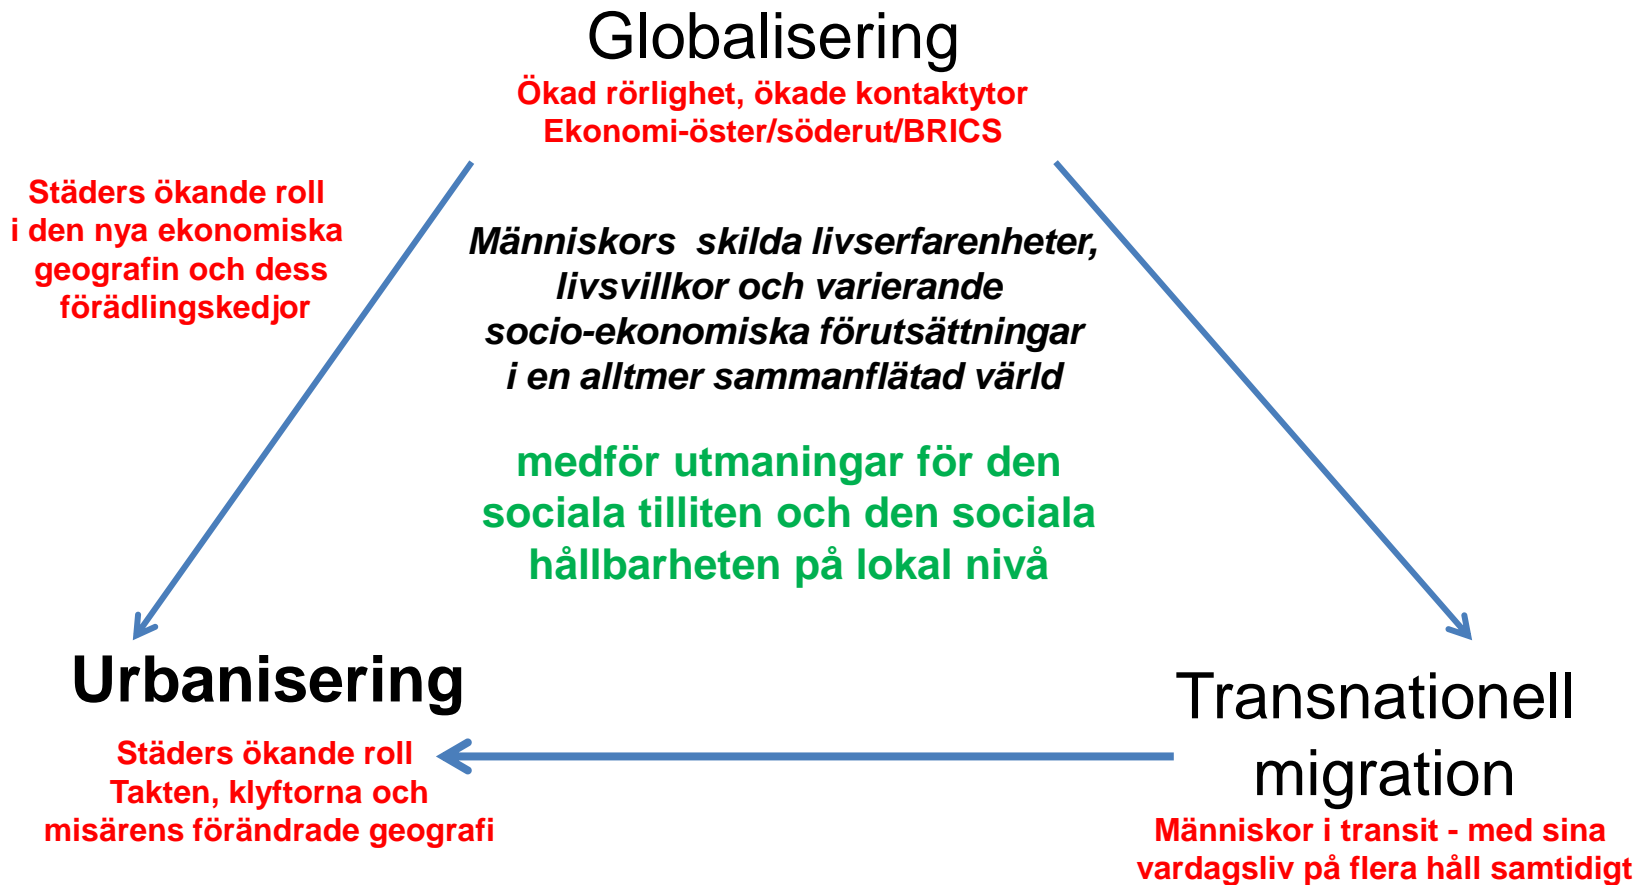 Globalisering
Ökad rörlighet, ökade kontaktytor
Ekonomi-öster/söderut/BRICS
Städers ökande roll
i den nya ekonomiska
geografin och dess
förädlingskedjor
Människors skilda livserfarenheter,
livsvillkor och varierande
socio-ekonomiska förutsättningar
i en alltmer sammanflätad värld
medför utmaningar för den
sociala tilliten och den sociala
hållbarheten på lokal nivå
Urbanisering
Städers ökande roll
Takten, klyftorna och
misärens förändrade geografi
Transnationell
migration
Människor i transit - med sina
vardagsliv på flera håll samtidigt